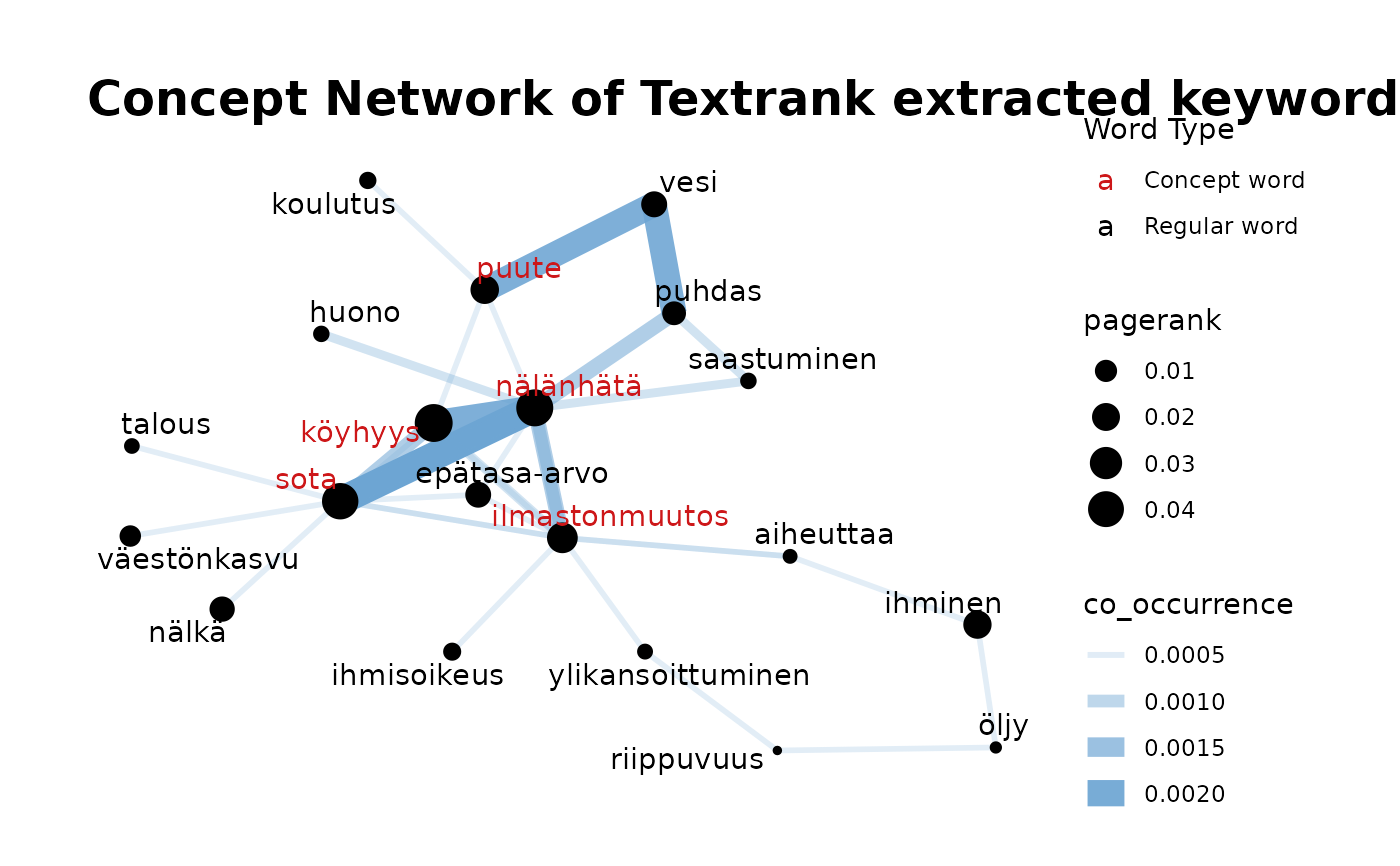 Concept Network of Textrank extracted keyword
Word Type
a Concept word
a Regular word
pagerank
0.01
0.02
0.03
0.04
co_occurrence
0.0005
0.0010
0.0015
0.0020
vesi
koulutus
puute
puhdas
huono
saastuminen
nälänhätä
talous
köyhyys
epätasa-arvo
sota
ilmastonmuutos
aiheuttaa
väestönkasvu
ihminen
nälkä
ihmisoikeus
ylikansoittuminen
öljy
riippuvuus